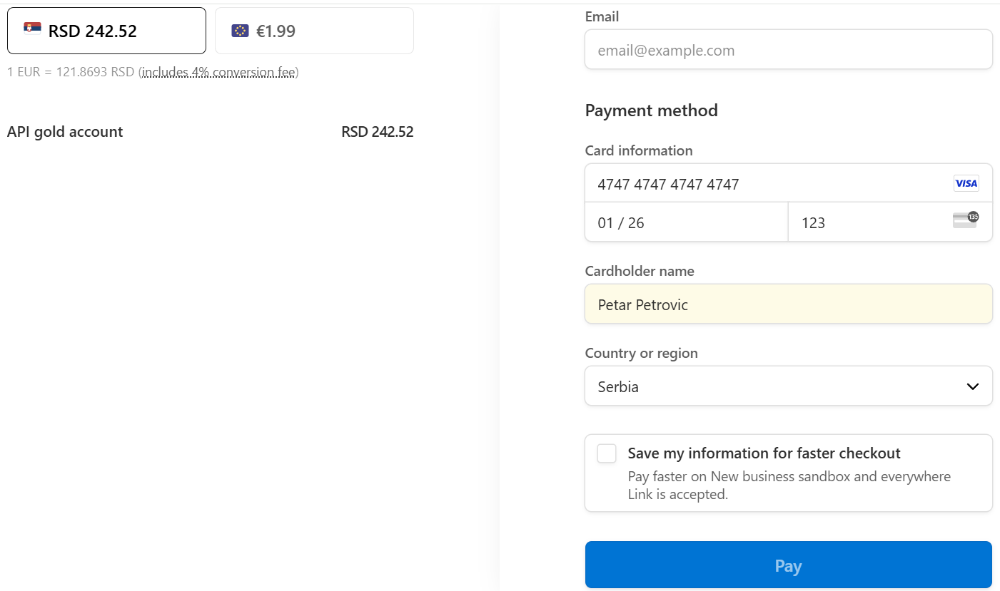 RSD 242.52
€1.99
1 EUR = 121.8693 RSD (includes 4% conversion fee)
API gold account
RSD 242.52
Email
email@example.com
Payment method
Card information
4747 4747 4747 4747
VISA
01 / 26
123
135
Cardholder name
Petar Petrovic
Country or region
Serbia
Save my information for faster checkout
Pay faster on New business sandbox and everywhere
Link is accepted.
Pay